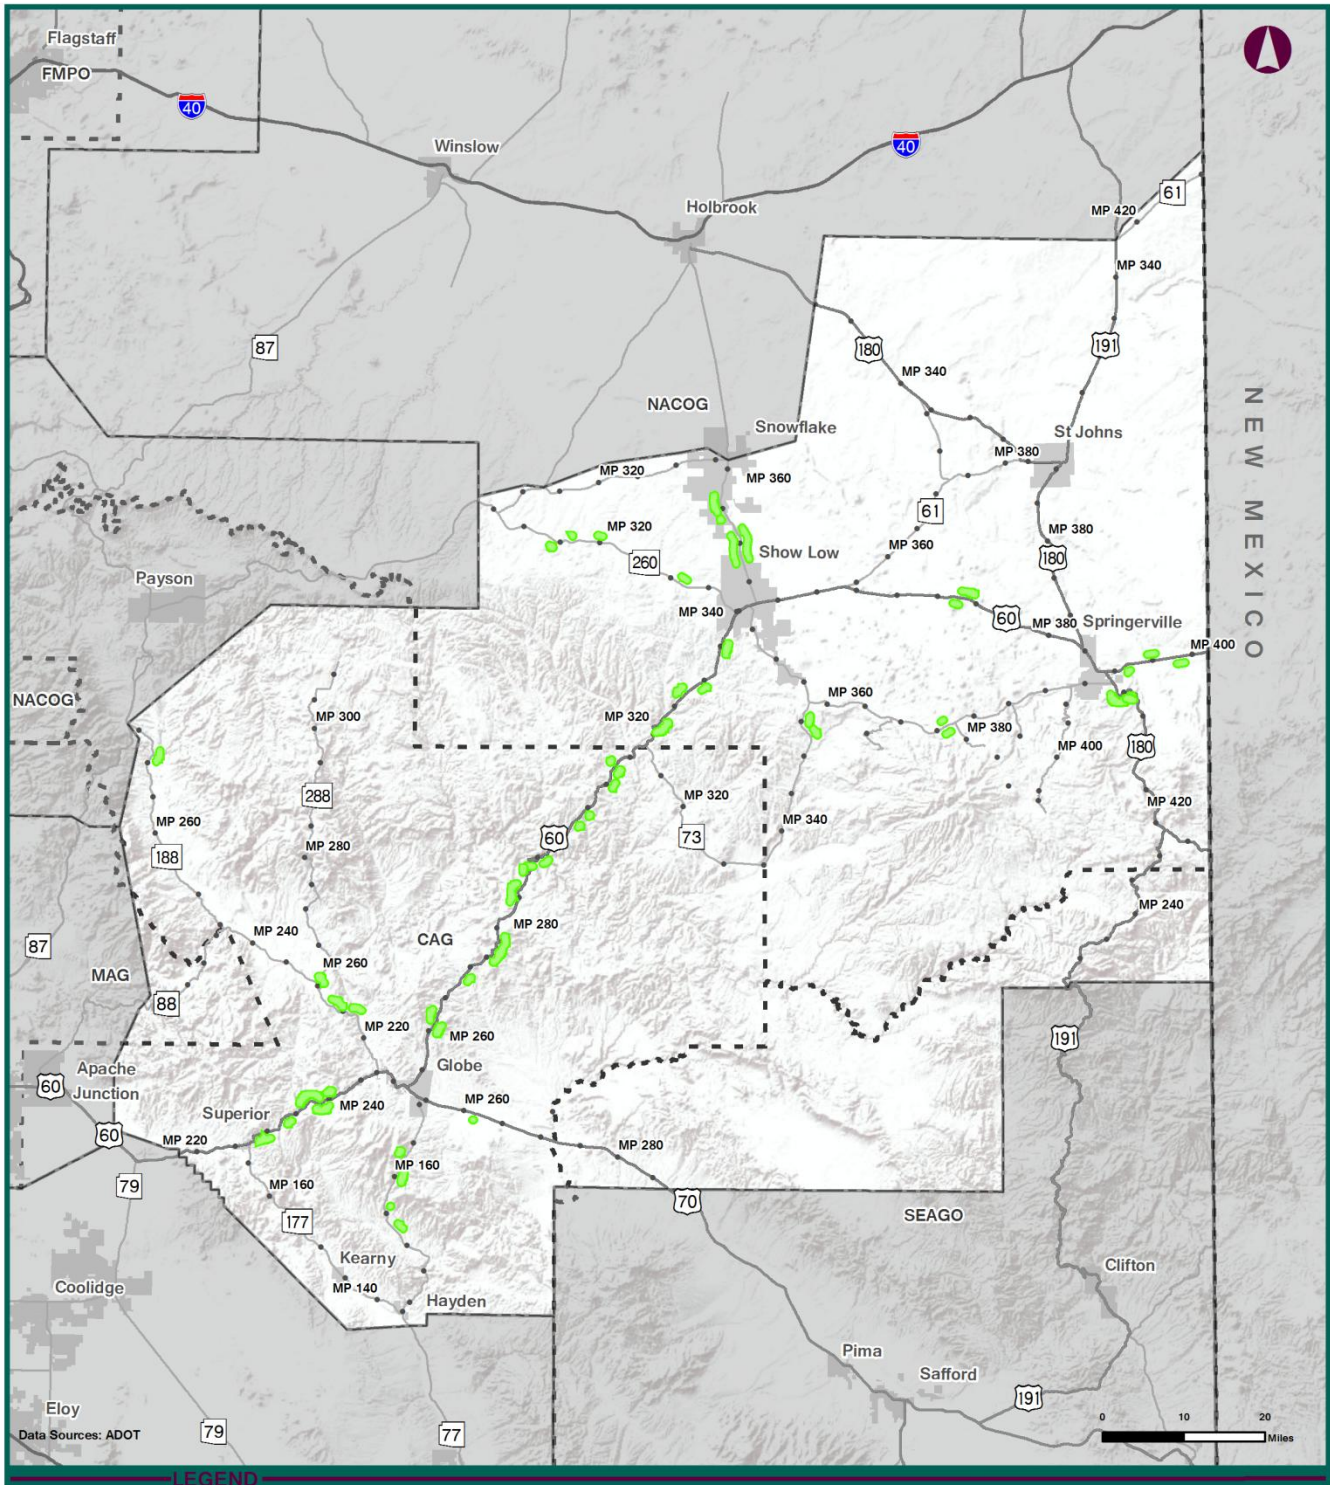 Flagstaff
FMPO
40
Winslow
40
Holbrook
61
MP 420
MP 340
87
180
191
MP 340
NACOG
Snowflake
St Johns
MP 380
MP 320
MP 360
61
MP 320
MP 380
Show Low
MP 360
180
260
Payson
MP 340
60
MP 380
Springerville
MP 400
NEW MEXICO
NACOG
MP 360
MP 300
MP 320
MP 380
MP 400
180
288
MP 320
MP 420
MP 260
60
73
MP 340
188
MP 280
MP 240
MP 280
MP 240
CAG
87
MAG
MP 260
88
MP 220
MP 260
191
Globe
Apache
Junction
60
MP 260
Superior
MP 240
60
MP 220
MP 280
MP 160
79
MP 160
70
177
SEAGO
Kearny
Clifton
Coolidge
MP 140
Hayden
Pima
Safford
191
Eloy
79
77
Data Sources: ADOT
0 10 20
Miles
LEGEND